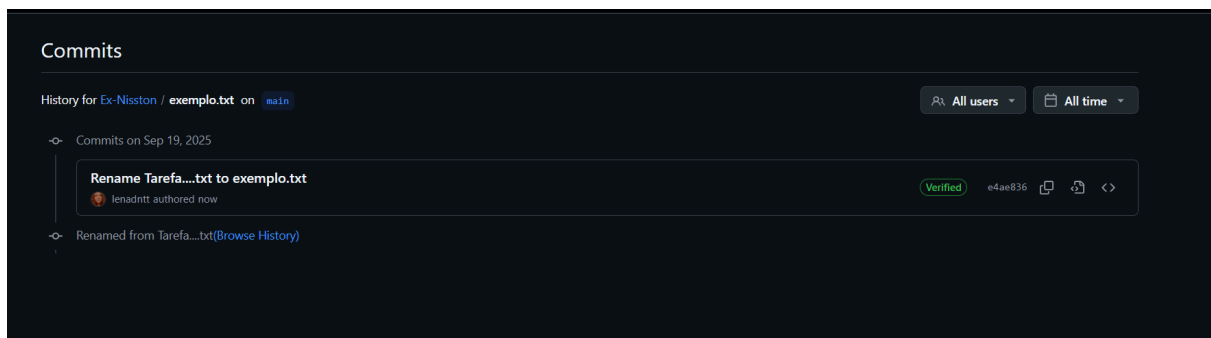 Commits
History for Ex-Nisston / exemplo.txt on main
All users
All time
Commits on Sep 19, 2025
Rename Tarefa....txt to exemplo.txt
lenadntt authored now
Verified
e4ae836
Renamed from Tarefa....txt(Browse History)